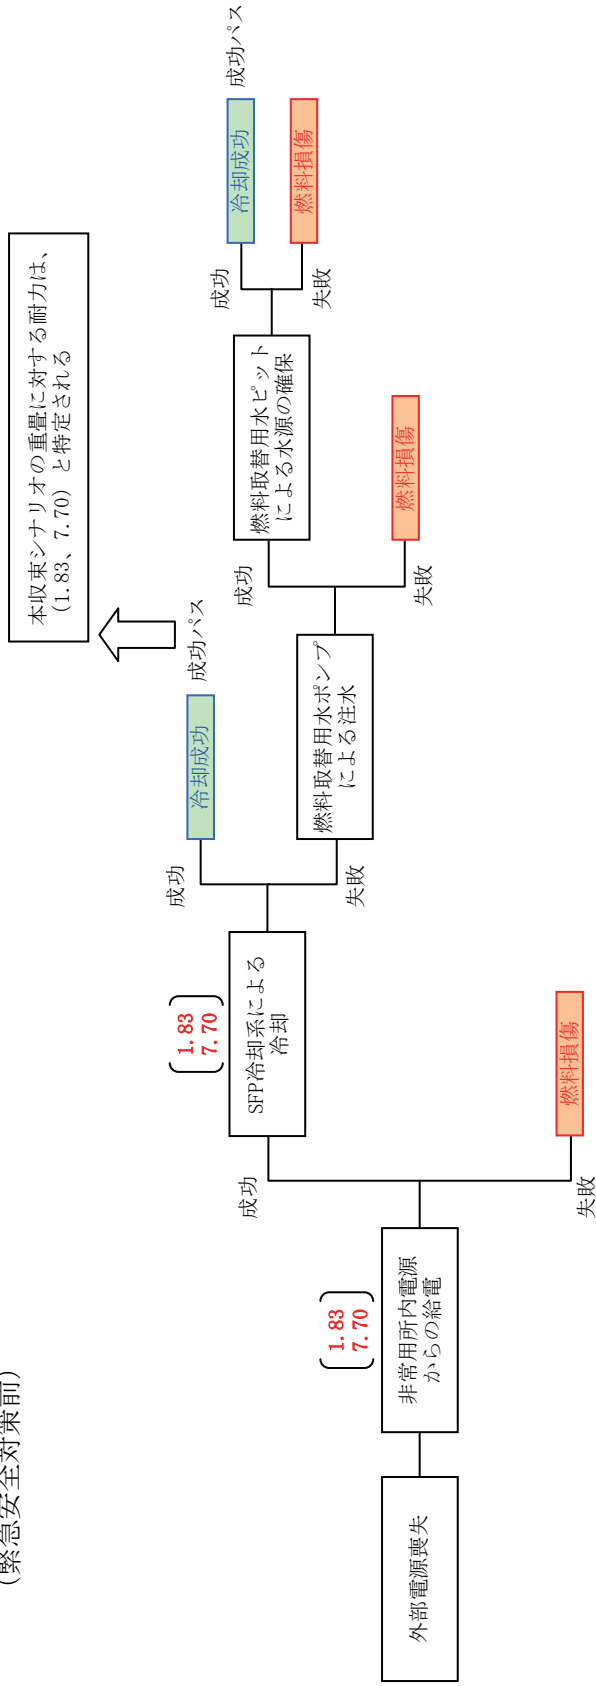 (緊急安全対策前)
外部電源喪失
1.83
7.70
非常用所内電源
からの給電
成功
失敗
燃料損傷
1.83
7.70
SFP冷却系による
冷却
成功
冷却成功
成功パス
失敗
本収束シナリオの重畳に対する耐力は、
(1.83、7.70) と特定される
燃料取替用水ポンプ
による注水
成功
失敗
燃料損傷
燃料取替用水ピット
による水源の確保
成功
冷却成功
成功パス
失敗
燃料損傷